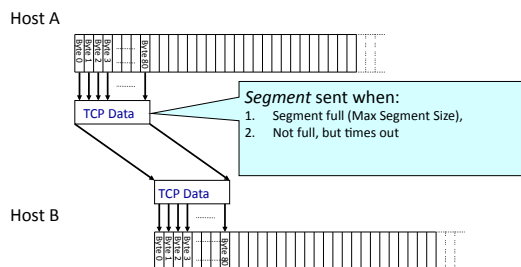 Host A
Byte 0
Byte 1
Byte 2
Byte 3
Byte 80
TCP Data
Segment sent when:
1. Segment full (Max Segment Size),
2. Not full, but times out
TCP Data
Host B
Byte 0
Byte 1
Byte 2
Byte 3
Byte 80